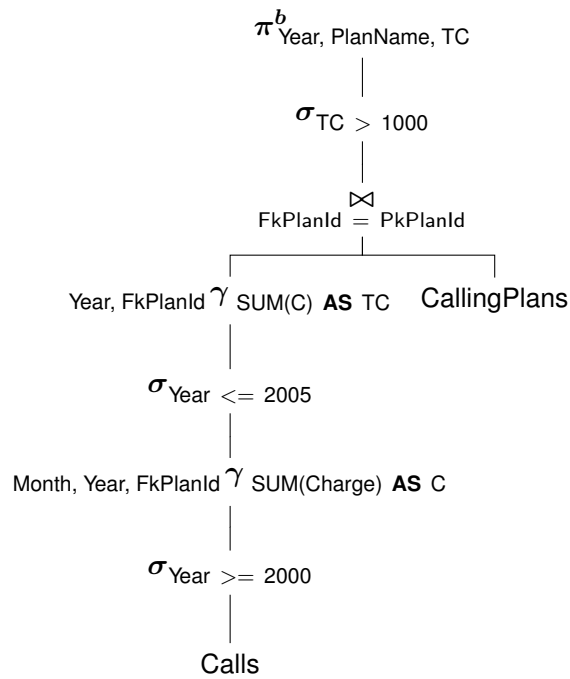 π^b Year, PlanName, TC
σ TC > 1000
⋈
FkPlanId = PkPlanId
Year, FkPlanId γ SUM(C) AS TC CallingPlans
σ Year <= 2005
Month, Year, FkPlanId γ SUM(Charge) AS C
σ Year >= 2000
Calls